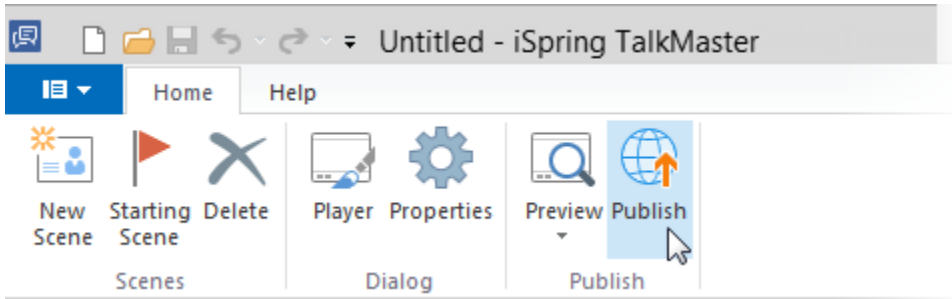 Untitled - iSpring TalkMaster
Home Help
New Scene
Starting Scene
Delete
Player
Properties
Preview
Publish
Scenes
Dialog
Publish